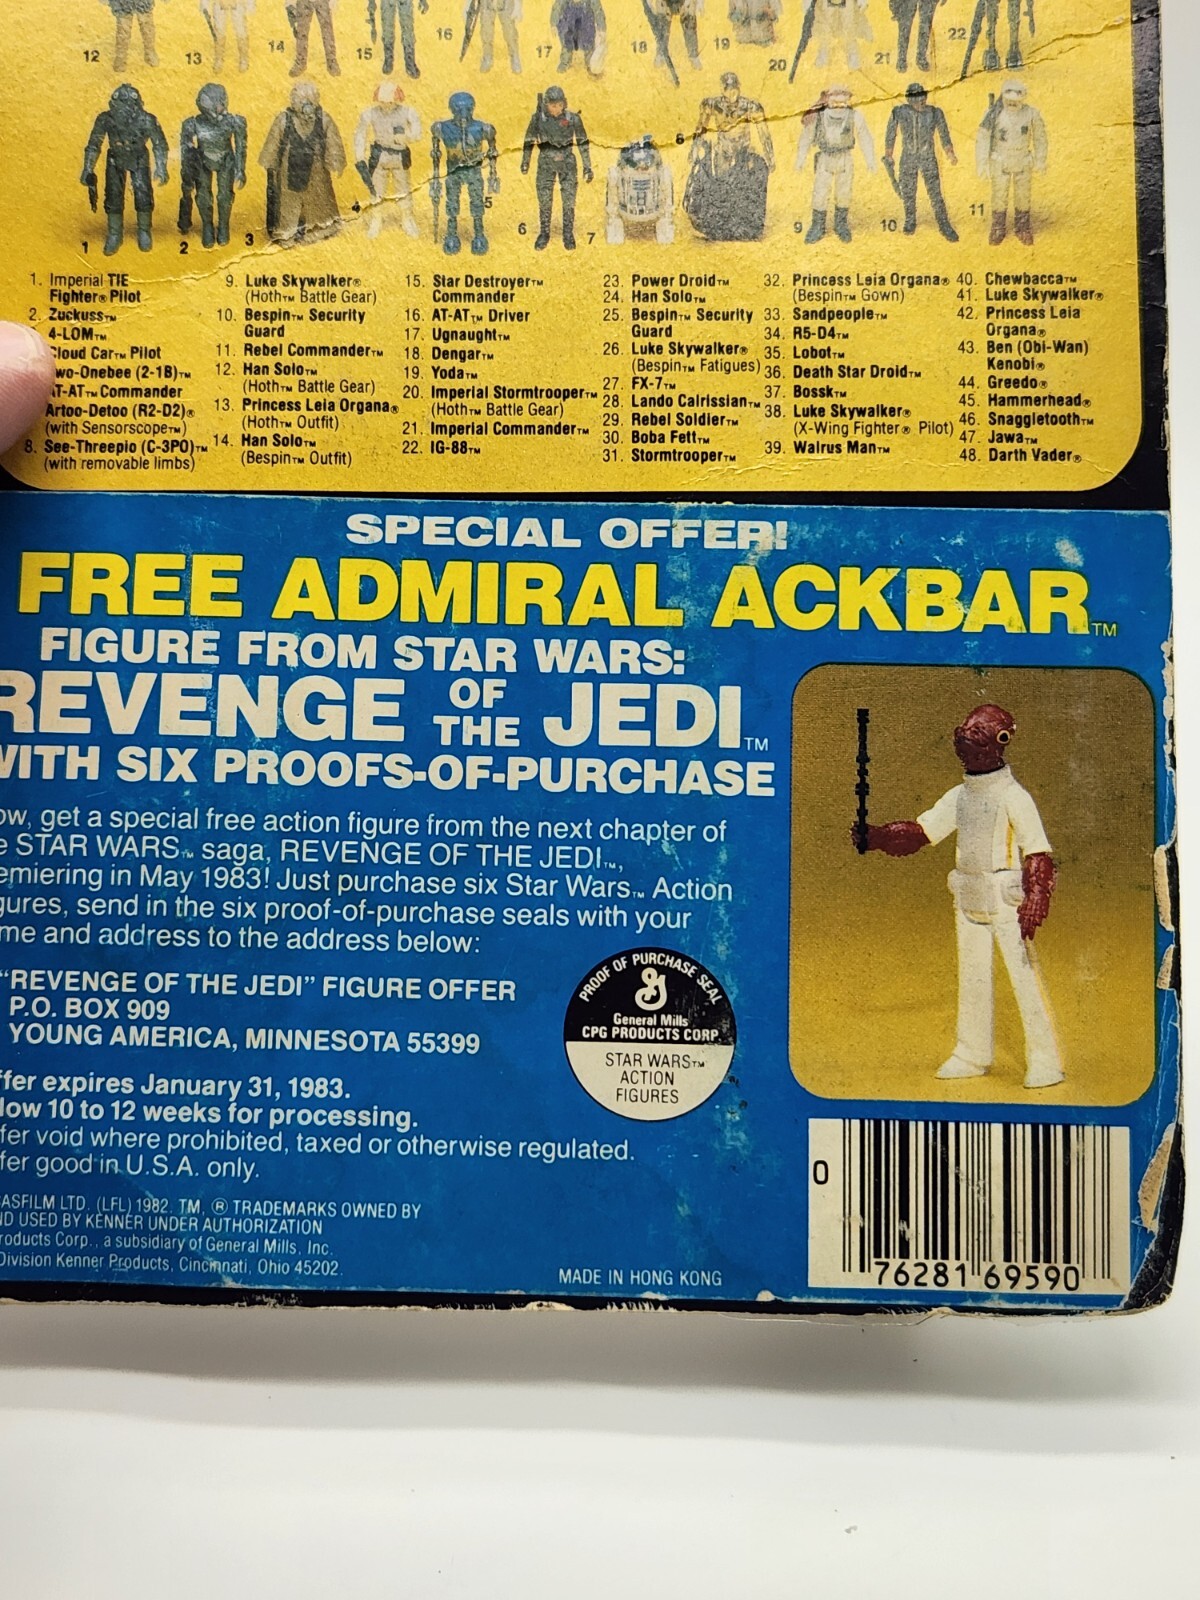 12 13 14 15 16 17 18 19 20 21 22
1 2 3 4 5 6 7 8 9 10 11
1. Imperial TIE
Fighter® Pilot
2. Zuckuss™
4-LOM™
Cloud Car™ Pilot
Two-Onebee (2-1B)™
AT-AT™ Commander
Artoo-Detoo (R2-D2)®
(with Sensorscope™)
8. See-Threepio (C-3PO)™
(with removable limbs)
9. Luke Skywalker®
(Hoth™ Battle Gear)
10. Bespin™ Security
Guard
11. Rebel Commander™
12. Han Solo™
(Hoth™ Battle Gear)
13. Princess Leia Organa®
(Hoth™ Outfit)
14. Han Solo™
(Bespin™ Outfit)
15. Star Destroyer™
Commander
16. AT-AT™ Driver
17. Ugnaught™
18. Dengar™
19. Yoda™
20. Imperial Stormtrooper™
(Hoth™ Battle Gear)
21. Imperial Commander™
22. IG-88™
23. Power Droid™
24. Han Solo™
25. Bespin™ Security
Guard
26. Luke Skywalker®
(Bespin™ Fatigues)
27. FX-7™
28. Lando Calrissian™
29. Rebel Soldier™
30. Boba Fett™
31. Stormtrooper™
32. Princess Leia Organa®
(Bespin™ Gown)
33. Sandpeople™
34. R5-D4™
35. Lobot™
36. Death Star Droid™
37. Bossk™
38. Luke Skywalker®
(X-Wing Fighter® Pilot)
39. Walrus Man™
40. Chewbacca™
41. Luke Skywalker®
42. Princess Leia
Organa®
43. Ben (Obi-Wan)
Kenobi®
44. Greedo®
45. Hammerhead®
46. Snaggletooth™
47. Jawa™
48. Darth Vader®
SPECIAL OFFER!
FREE ADMIRAL ACKBAR™
FIGURE FROM STAR WARS:
REVENGE OF THE JEDI™
WITH SIX PROOFS-OF-PURCHASE
ow, get a special free action figure from the next chapter of
e STAR WARS™ saga, REVENGE OF THE JEDI™,
emiering in May 1983! Just purchase six Star Wars™ Action
gures, send in the six proof-of-purchase seals with your
me and address to the address below:
"REVENGE OF THE JEDI" FIGURE OFFER
P.O. BOX 909
YOUNG AMERICA, MINNESOTA 55399
ffer expires January 31, 1983.
low 10 to 12 weeks for processing.
fer void where prohibited, taxed or otherwise regulated.
fer good in U.S.A. only.
ASFILM LTD. (LFL) 1982. TM, ® TRADEMARKS OWNED BY
ND USED BY KENNER UNDER AUTHORIZATION
roducts Corp., a subsidiary of General Mills, Inc.
Division Kenner Products, Cincinnati, Ohio 45202.
MADE IN HONG KONG
PROOF OF PURCHASE SEAL
G
General Mills
CPG PRODUCTS CORP.
STAR WARS™
ACTION
FIGURES
0 76281 69590